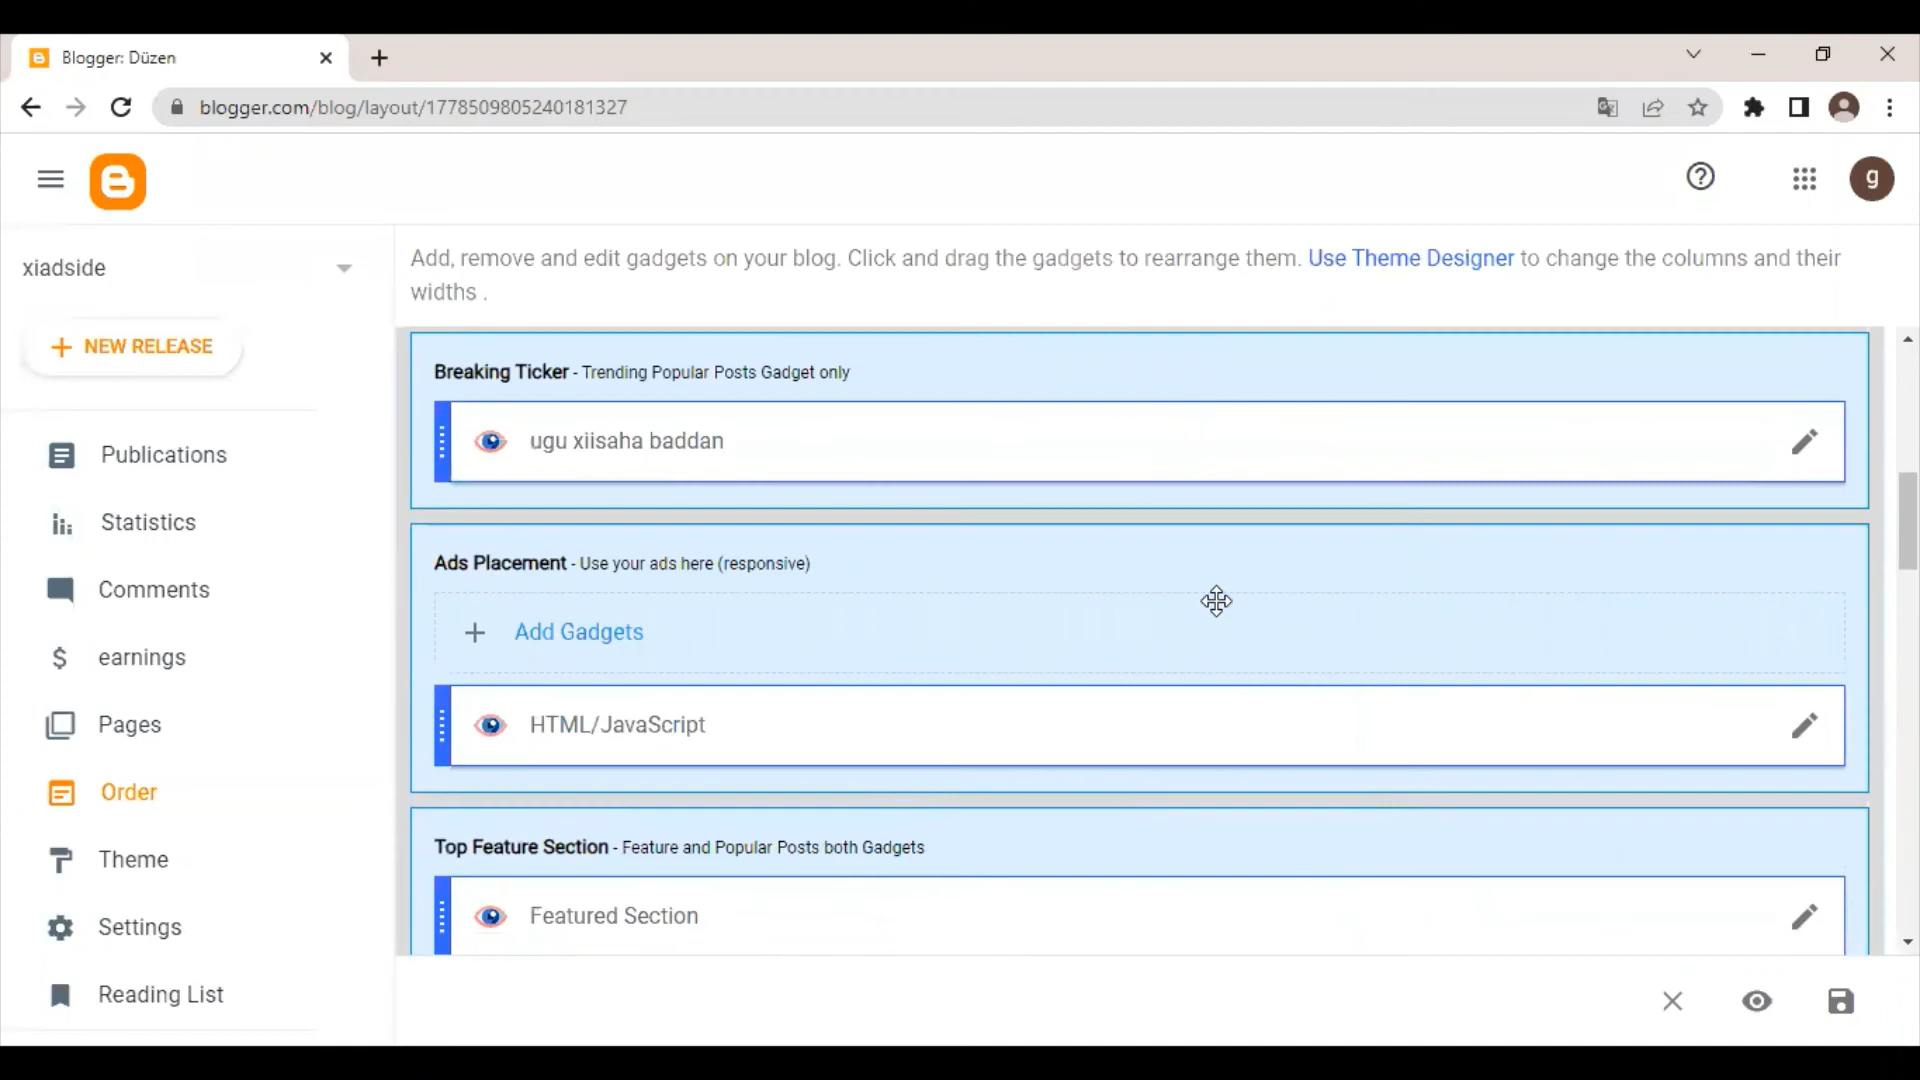 Blogger: Düzen
blogger.com/blog/layout/1778509805240181327
g
xiadside
NEW RELEASE
Publications
Statistics
Comments
earnings
Pages
Order
Theme
Settings
Reading List
Add, remove and edit gadgets on your blog. Click and drag the gadgets to rearrange them. Use Theme Designer to change the columns and their
widths .
Breaking Ticker - Trending Popular Posts Gadget only
ugu xiisaha baddan
Ads Placement - Use your ads here (responsive)
Add Gadgets
HTML/JavaScript
Top Feature Section - Feature and Popular Posts both Gadgets
Featured Section